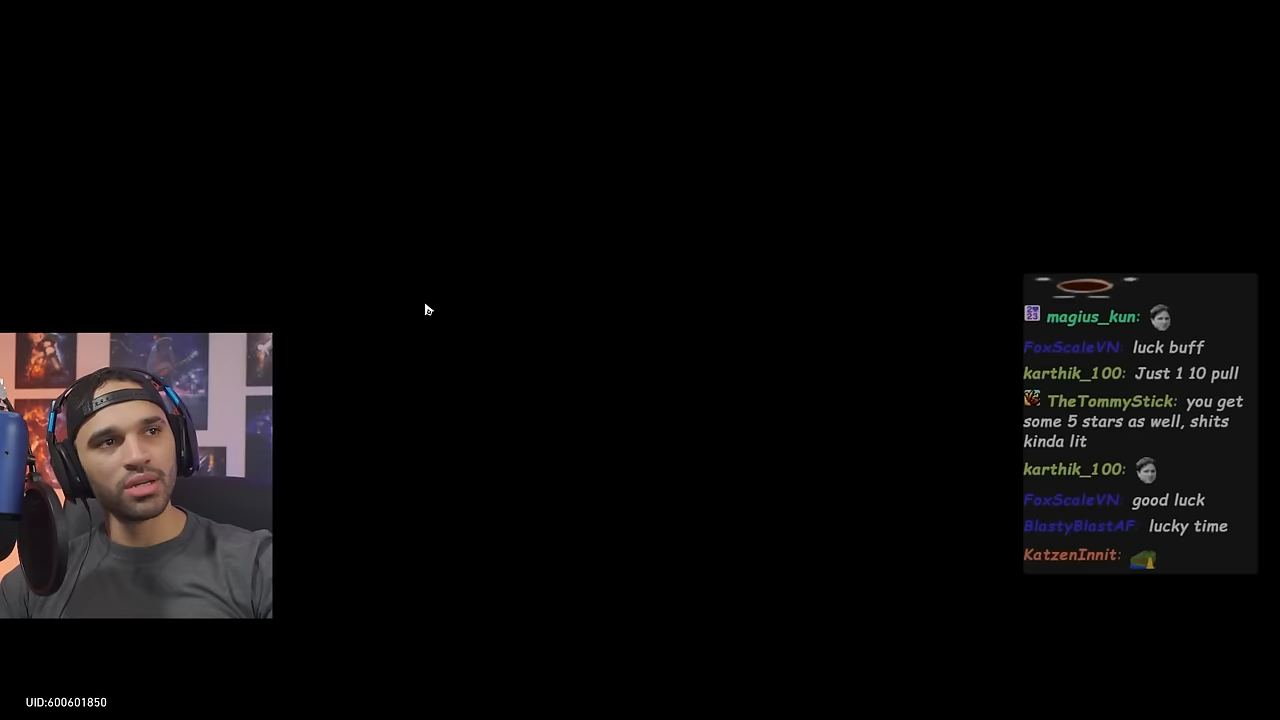 magius_kun:
FoxScaleVN: luck buff
karthik_100: Just 1 10 pull
TheTommyStick: you get
some 5 stars as well, shits
kinda lit
karthik_100:
FoxScaleVN: good luck
BlastyBlastAF: lucky time
KatzenInnit:
UID:600601850